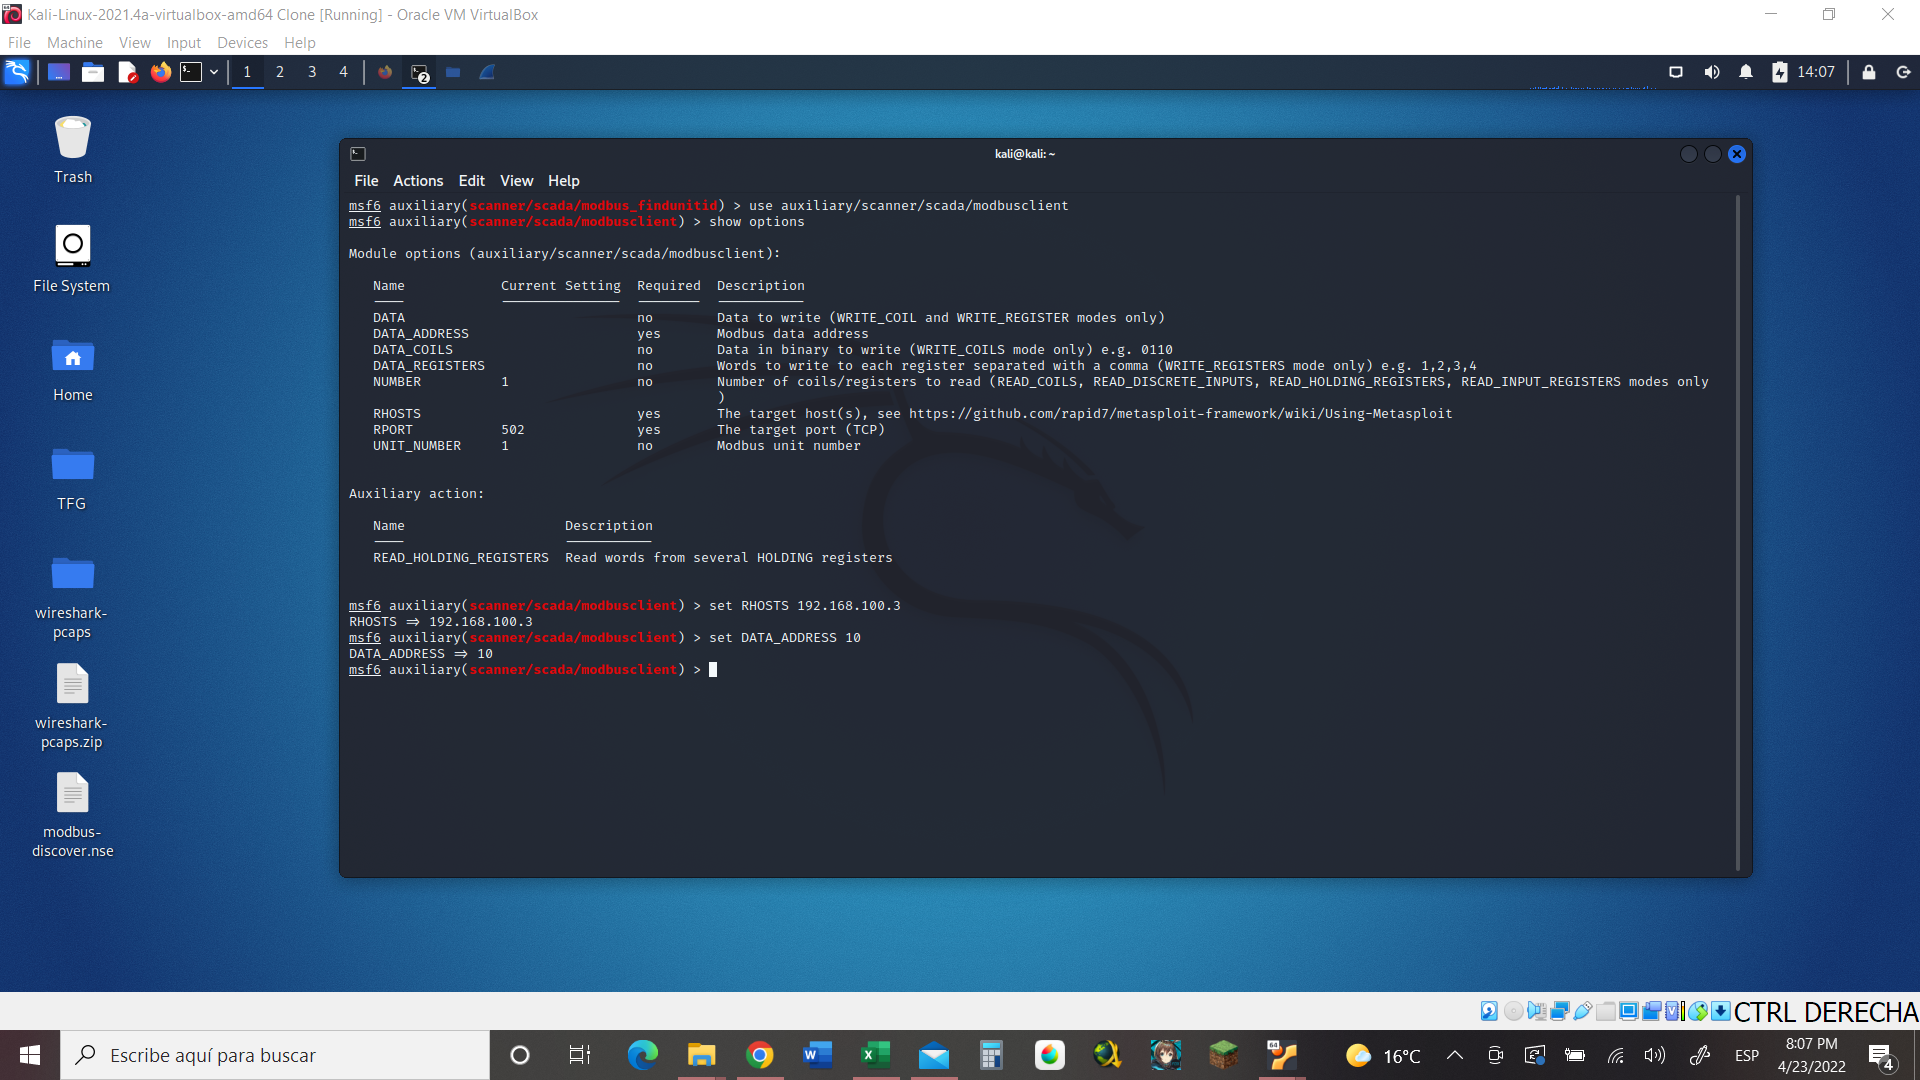 Kali-Linux-2021.4a-virtualbox-amd64 Clone [Running] - Oracle VM VirtualBox
File Machine View Input Devices Help
1 2 3 4 2 14:07
kali@kali: ~
File Actions Edit View Help
msf6 auxiliary(scanner/scada/modbus_findunitid) > use auxiliary/scanner/scada/modbusclient
msf6 auxiliary(scanner/scada/modbusclient) > show options
Module options (auxiliary/scanner/scada/modbusclient):
Name Current Setting Required Description
DATA no Data to write (WRITE_COIL and WRITE_REGISTER modes only)
DATA_ADDRESS yes Modbus data address
DATA_COILS no Data in binary to write (WRITE_COILS mode only) e.g. 0110
DATA_REGISTERS no Words to write to each register separated with a comma (WRITE_REGISTERS mode only) e.g. 1,2,3,4
NUMBER 1 no Number of coils/registers to read (READ_COILS, READ_DISCRETE_INPUTS, READ_HOLDING_REGISTERS, READ_INPUT_REGISTERS modes only
)
RHOSTS yes The target host(s), see https://github.com/rapid7/metasploit-framework/wiki/Using-Metasploit
RPORT 502 yes The target port (TCP)
UNIT_NUMBER 1 no Modbus unit number
Auxiliary action:
Name Description
READ_HOLDING_REGISTERS Read words from several HOLDING registers
msf6 auxiliary(scanner/scada/modbusclient) > set RHOSTS 192.168.100.3
RHOSTS => 192.168.100.3
msf6 auxiliary(scanner/scada/modbusclient) > set DATA_ADDRESS 10
DATA_ADDRESS => 10
msf6 auxiliary(scanner/scada/modbusclient) >
Trash
File System
Home
TFG
wireshark-
pcaps
wireshark-
pcaps.zip
modbus-
discover.nse
CTRL DERECHA
Escribe aquí para buscar
64
16°C
ESP
8:07 PM
4/23/2022
4